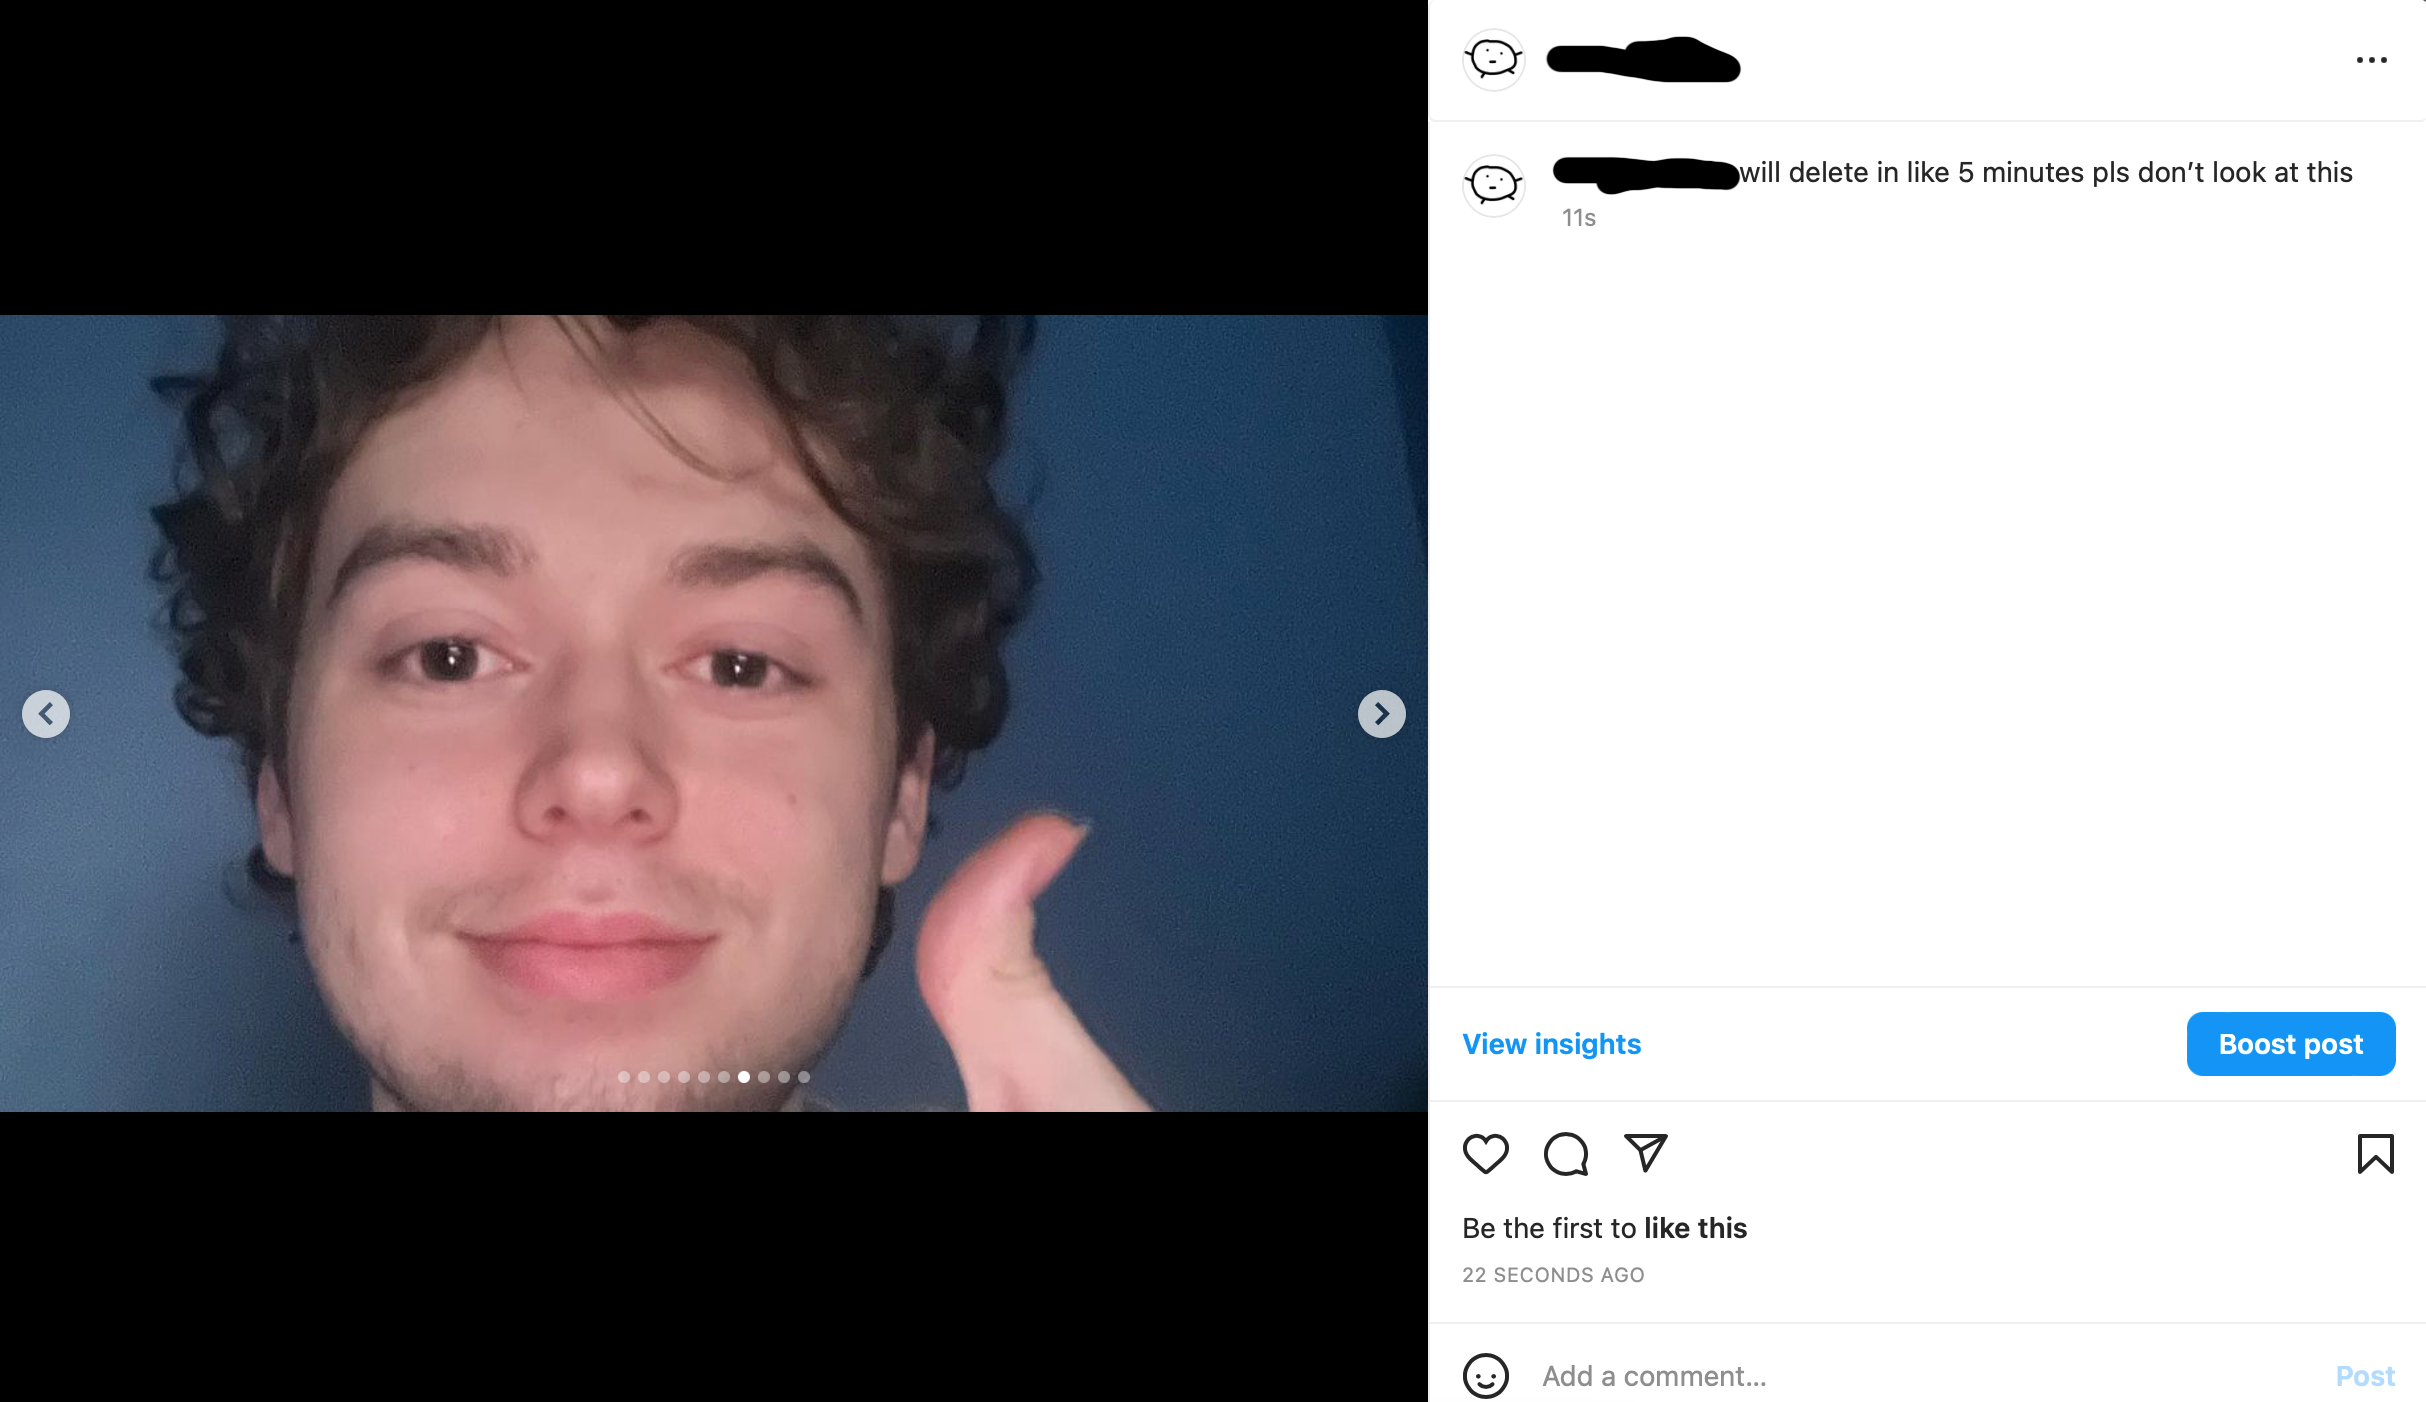 will delete in like 5 minutes pls don’t look at this
11s
View insights
Boost post
Be the first to like this
22 SECONDS AGO
Add a comment...
Post